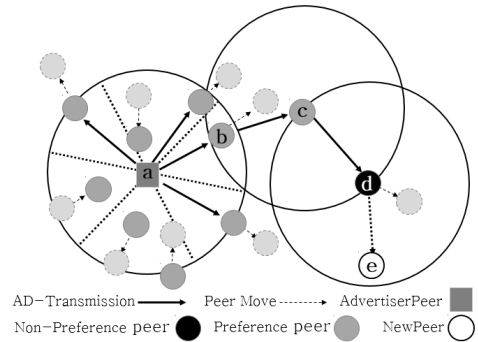 a
b
c
d
e
AD-Transmission Peer Move AdvertiserPeer
Non-Preference peer Preference peer NewPeer